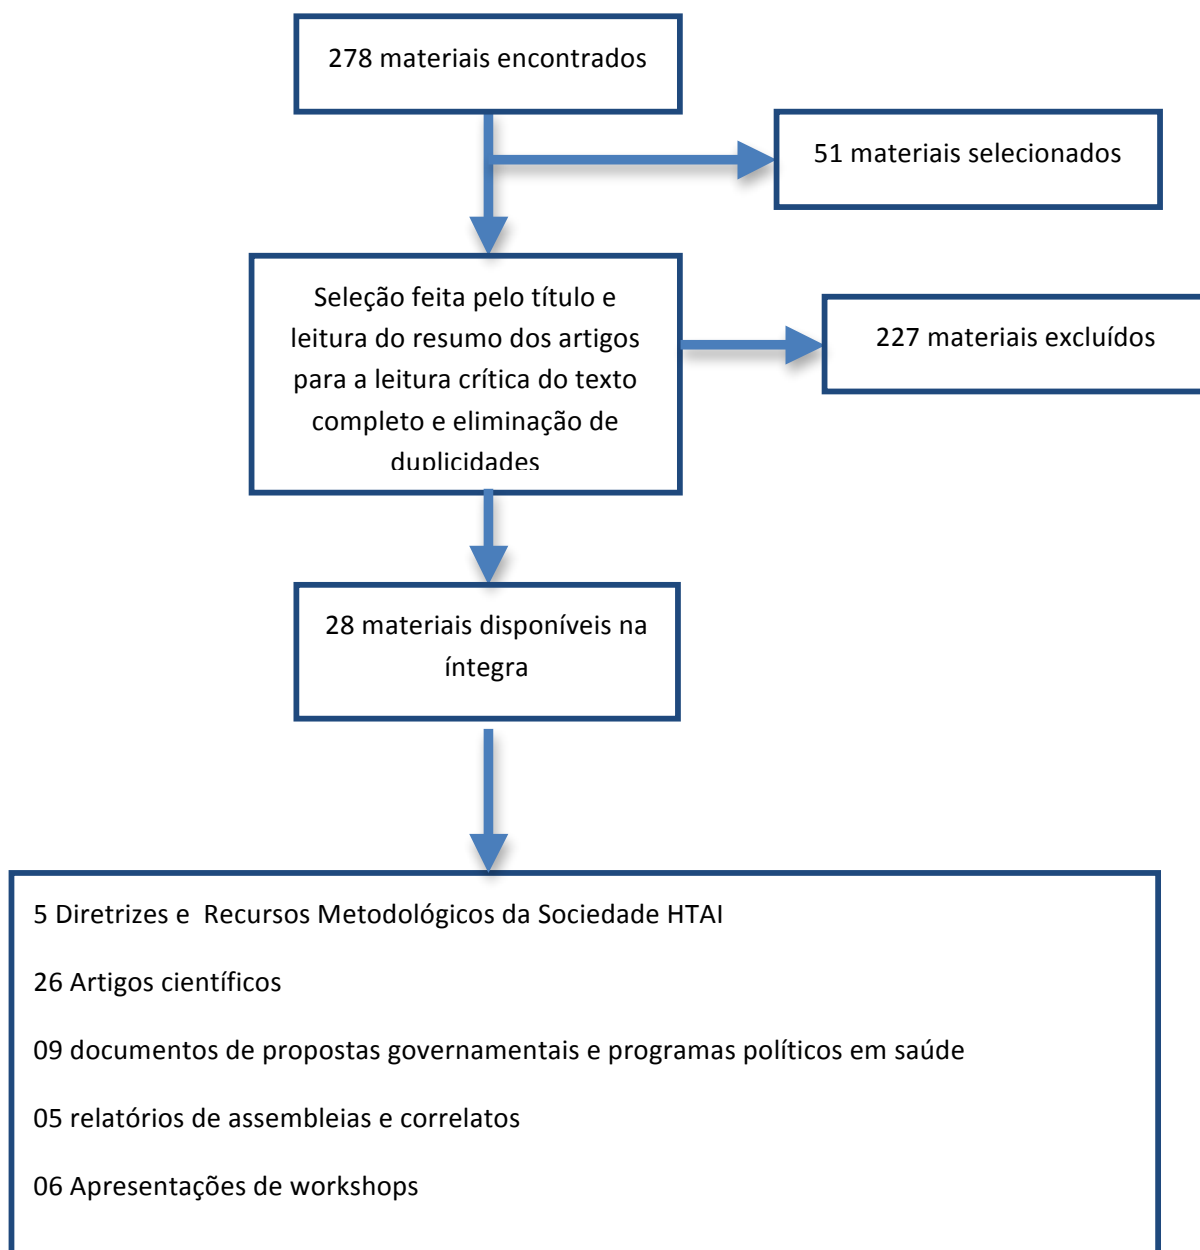 278 materiais encontrados
51 materiais selecionados
Seleção feita pelo título e
leitura do resumo dos artigos
para a leitura crítica do texto
completo e eliminação de
duplicidades
227 materiais excluídos
28 materiais disponíveis na
íntegra
5 Diretrizes e  Recursos Metodológicos da Sociedade HTAI
26 Artigos científicos
09 documentos de propostas governamentais e programas políticos em saúde
05 relatórios de assembleias e correlatos
06 Apresentações de workshops